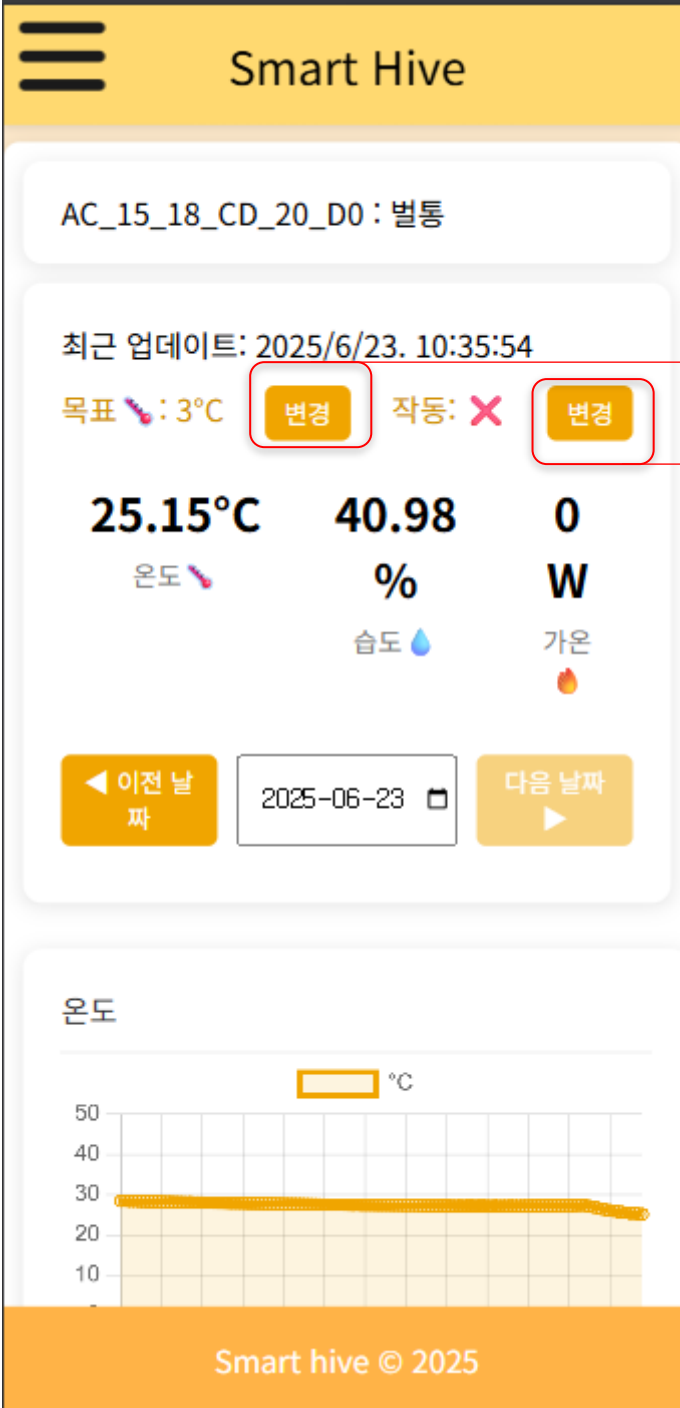 Smart Hive
AC_15_18_CD_20_D0 : 벌통
최근 업데이트: 2025/6/23. 10:35:54
목표 🌡️ : 3°C 변경 작동: ❌ 변경
25.15°C 40.98 0
온도 🌡️ % W
습도 💧 가온
🔥
◀ 이전 날 2025-06-23 다음 날짜
짜 ▶
온도
°C
50
40
30
20
10
Smart hive © 2025